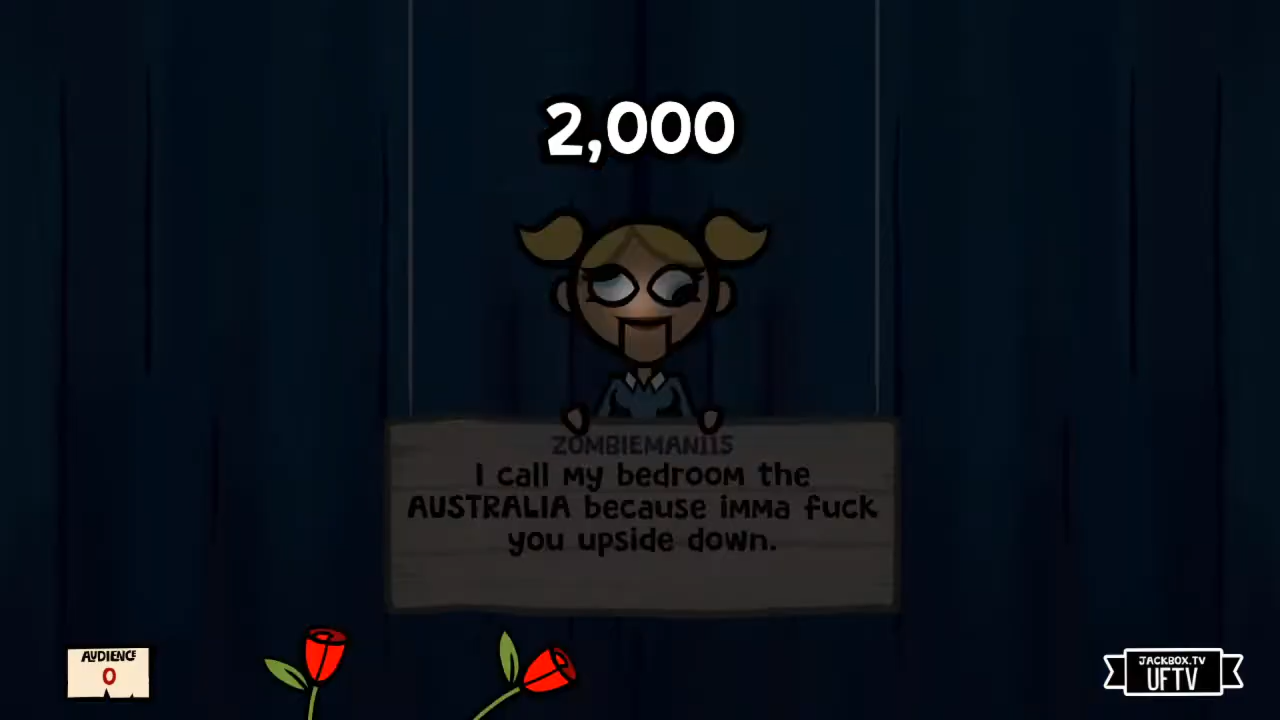 2,000
ZOMBIEMAN115
I call my bedroom the
AUSTRALIA because imma fuck
you upside down.
AUDIENCE
0
JACKBOX.TV
UFTV